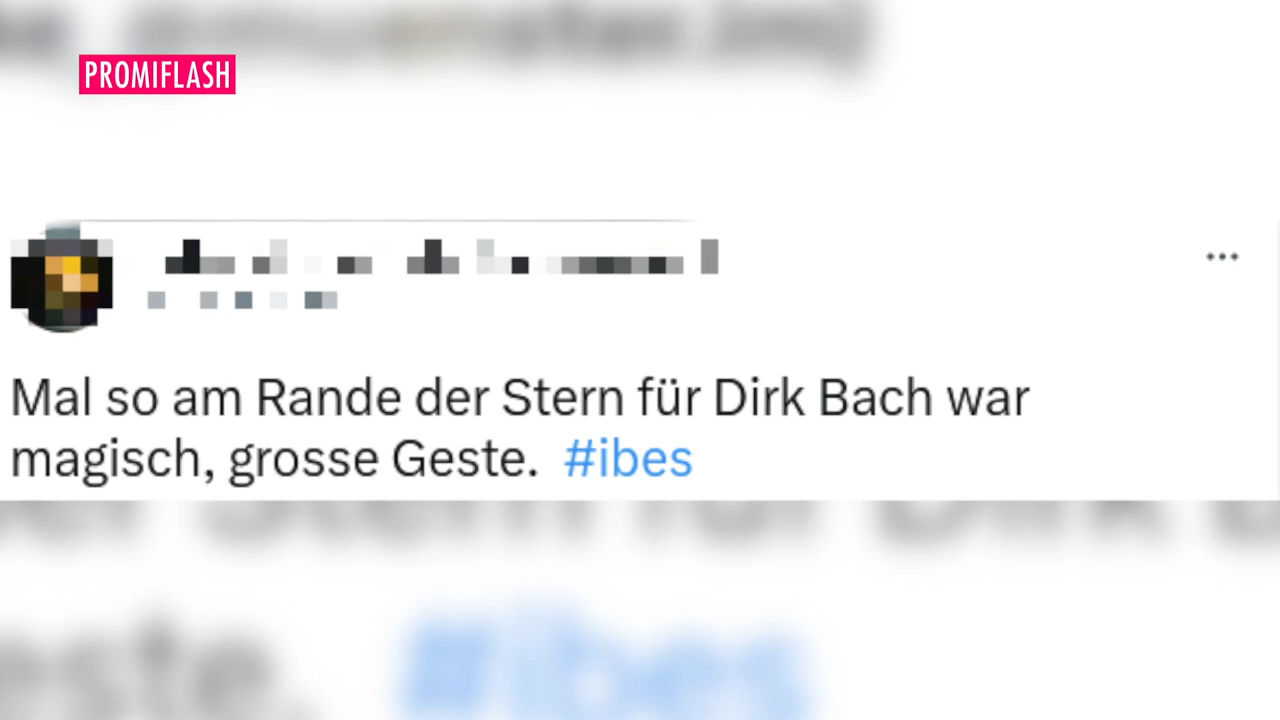 PROMIFLASH
Mal so am Rande der Stern für Dirk Bach war
magisch, grosse Geste. #ibes